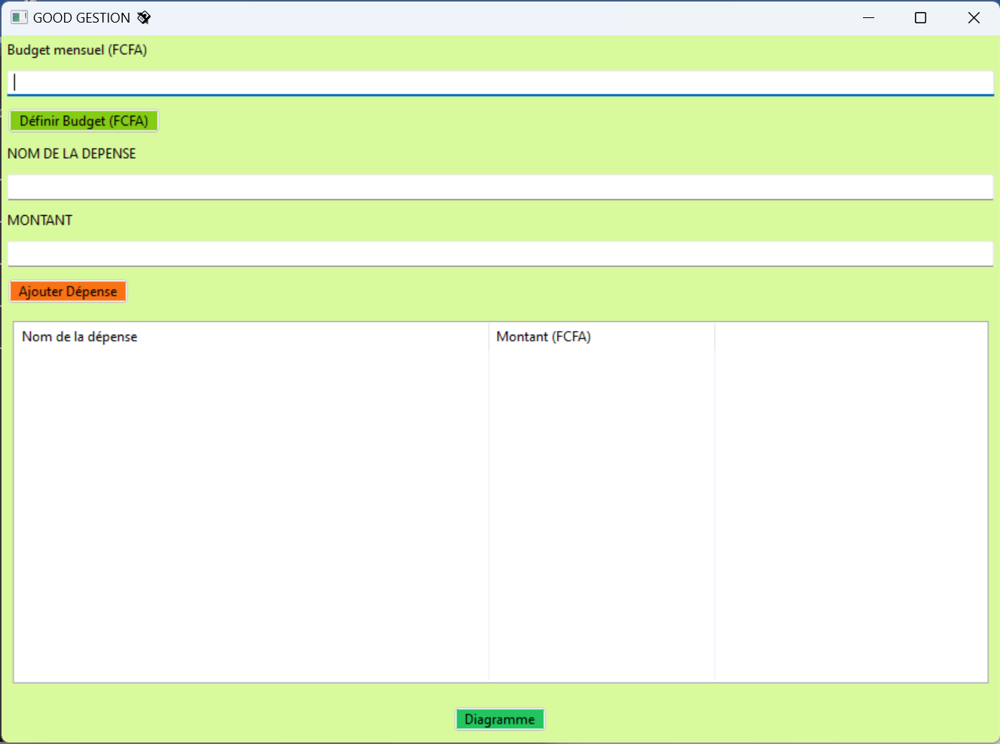 GOOD GESTION
Budget mensuel (FCFA)
Définir Budget (FCFA)
NOM DE LA DEPENSE
MONTANT
Ajouter Dépense
Nom de la dépense Montant (FCFA)
Diagramme